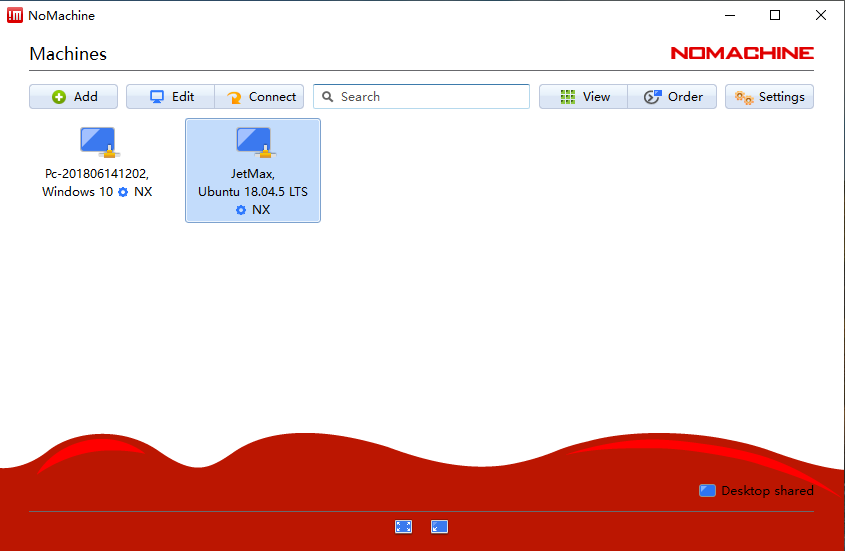 !M NoMachine
Machines
NOMACHINE
Add
Edit
Connect
Search
View
Order
Settings
Pc-201806141202,
Windows 10 NX
JetMax,
Ubuntu 18.04.5 LTS
NX
Desktop shared